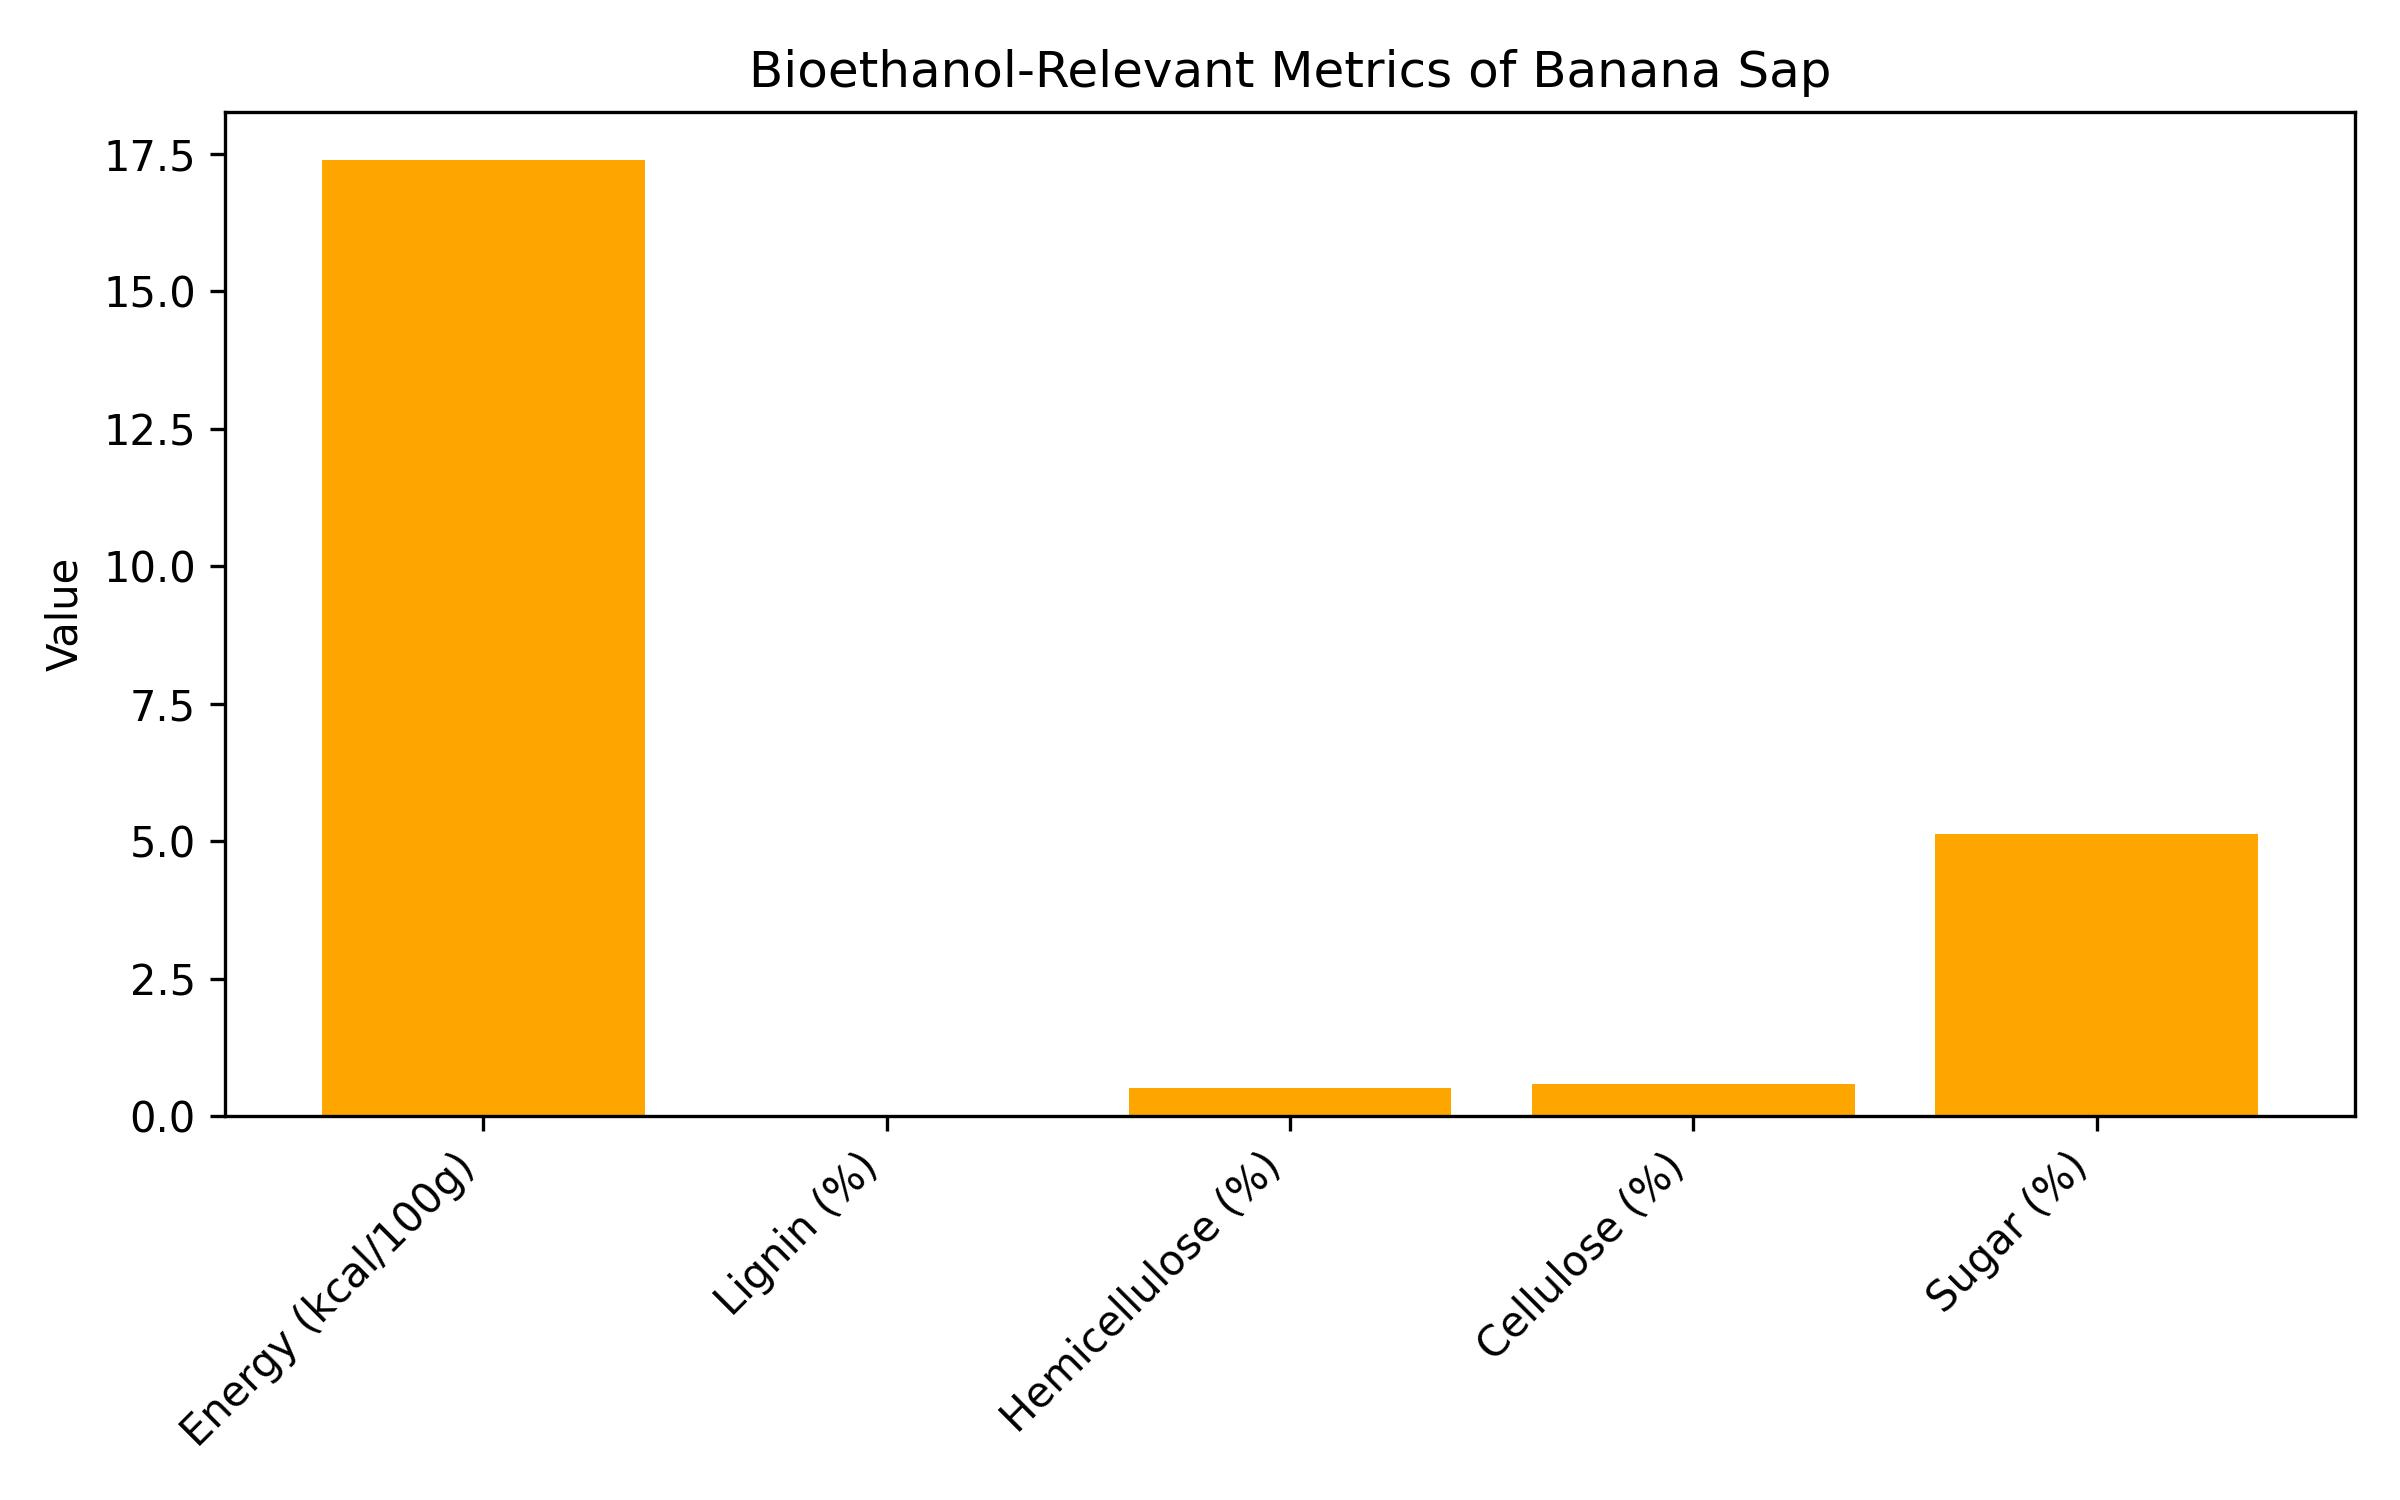 Bioethanol-Relevant Metrics of Banana Sap
Value
17.5
15.0
12.5
10.0
7.5
5.0
2.5
0.0
Energy (kcal/100g)
Lignin (%)
Hemicellulose (%)
Cellulose (%)
Sugar (%)